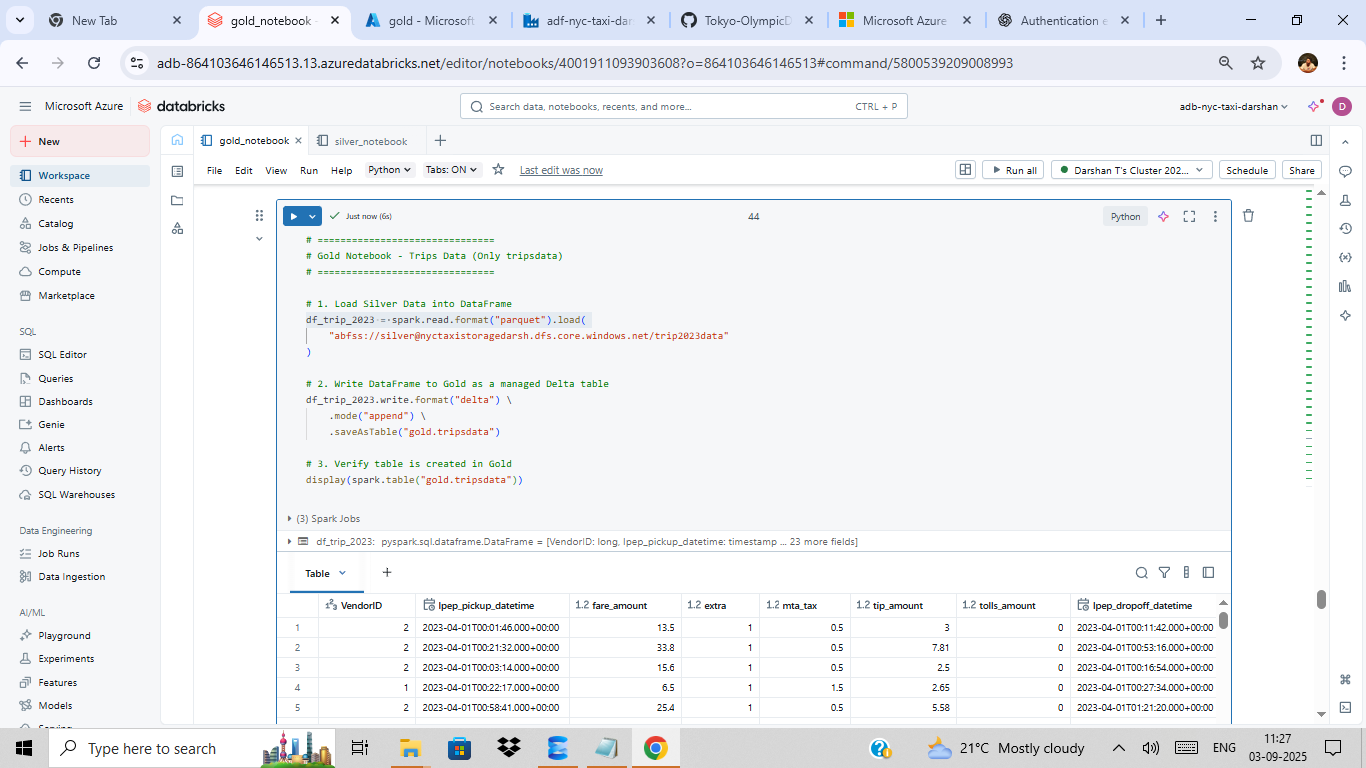 New Tab
gold_notebook -
gold - Microsoft
adf-nyc-taxi-dar
Tokyo-OlympicD
Microsoft Azure
Authentication e
adb-864103646146513.13.azuredatabricks.net/editor/notebooks/4001911093903608?o=864103646146513#command/5800539209008993
Microsoft Azure
databricks
Search data, notebooks, recents, and more...
CTRL + P
adb-nyc-taxi-darshan
D
New
Workspace
Recents
Catalog
Jobs & Pipelines
Compute
Marketplace
SQL
SQL Editor
Queries
Dashboards
Genie
Alerts
Query History
SQL Warehouses
Data Engineering
Job Runs
Data Ingestion
AI/ML
Playground
Experiments
Features
Models
Serving
gold_notebook
silver_notebook
File Edit View Run Help Python Tabs: ON Last edit was now
Run all
Darshan T's Cluster 202...
Schedule
Share
Just now (6s)
44
Python
# ===============================
# Gold Notebook - Trips Data (Only tripsdata)
# ===============================
# 1. Load Silver Data into DataFrame
df_trip_2023 = spark.read.format("parquet").load(
"abfss://silver@nyctaxistoragedarsh.dfs.core.windows.net/trip2023data"
)
# 2. Write DataFrame to Gold as a managed Delta table
df_trip_2023.write.format("delta") \
.mode("append") \
.saveAsTable("gold.tripsdata")
# 3. Verify table is created in Gold
display(spark.table("gold.tripsdata"))
(3) Spark Jobs
df_trip_2023: pyspark.sql.dataframe.DataFrame = [VendorID: long, lpep_pickup_datetime: timestamp ... 23 more fields]
Table
VendorID lpep_pickup_datetime 1.2 fare_amount 1.2 extra 1.2 mta_tax 1.2 tip_amount 1.2 tolls_amount lpep_dropoff_datetime
1 2 2023-04-01T00:01:46.000+00:00 13.5 1 0.5 3 0 2023-04-01T00:11:42.000+00:00
2 2 2023-04-01T00:21:32.000+00:00 33.8 1 0.5 7.81 0 2023-04-01T00:53:16.000+00:00
3 2 2023-04-01T00:03:14.000+00:00 15.6 1 0.5 2.5 0 2023-04-01T00:16:54.000+00:00
4 1 2023-04-01T00:22:17.000+00:00 6.5 1 1.5 2.65 0 2023-04-01T00:27:34.000+00:00
5 2 2023-04-01T00:58:41.000+00:00 25.4 1 0.5 5.58 0 2023-04-01T01:21:20.000+00:00
Type here to search
21°C Mostly cloudy
ENG
11:27
03-09-2025